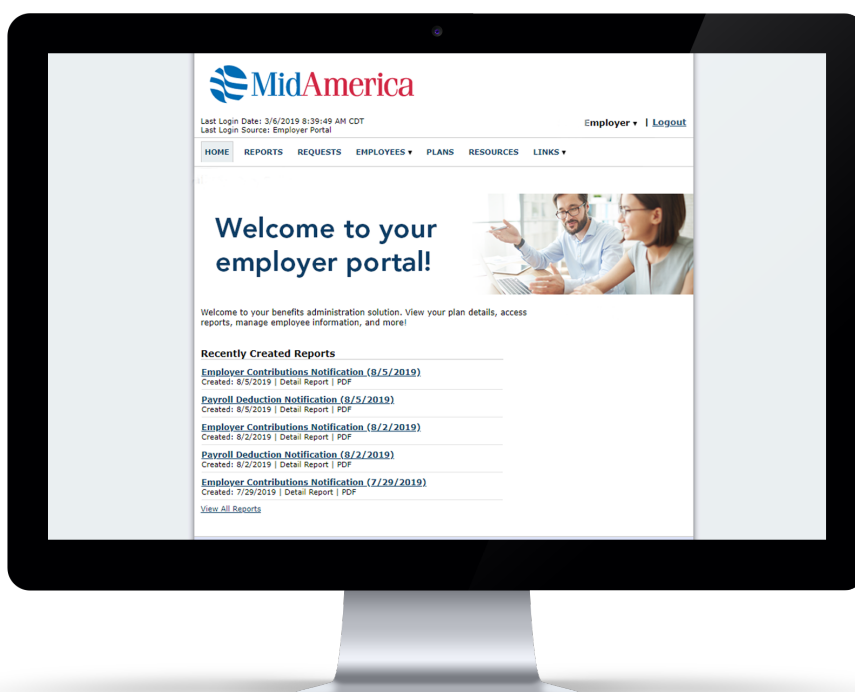 MidAmerica
Last Login Date: 3/6/2019 8:39:49 AM CDT
Last Login Source: Employer Portal
Employer ▾ | Logout
HOME REPORTS REQUESTS EMPLOYEES ▾ PLANS RESOURCES LINKS ▾
Welcome to your
employer portal!
Welcome to your benefits administration solution. View your plan details, access
reports, manage employee information, and more!
Recently Created Reports
Employer Contributions Notification (8/5/2019)
Created: 8/5/2019 | Detail Report | PDF
Payroll Deduction Notification (8/5/2019)
Created: 8/5/2019 | Detail Report | PDF
Employer Contributions Notification (8/2/2019)
Created: 8/2/2019 | Detail Report | PDF
Payroll Deduction Notification (8/2/2019)
Created: 8/2/2019 | Detail Report | PDF
Employer Contributions Notification (7/29/2019)
Created: 7/29/2019 | Detail Report | PDF
View All Reports